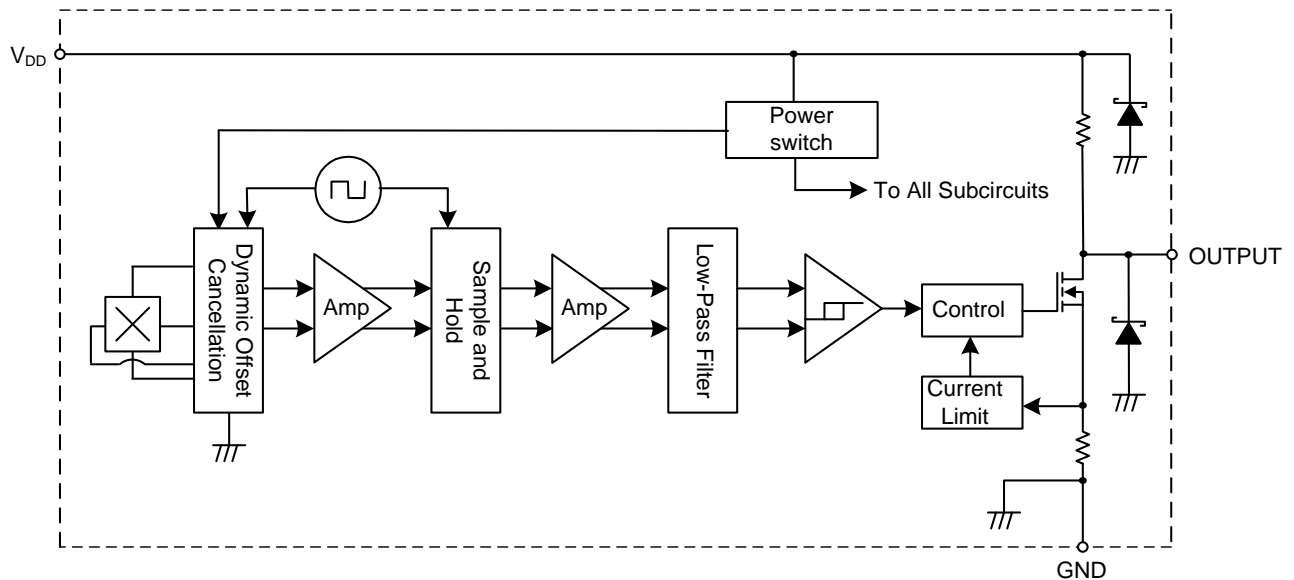 V_DD
Power
switch
To All Subcircuits
Dynamic Offset
Cancellation
Amp
Sample and
Hold
Amp
Low-Pass Filter
Control
Current
Limit
OUTPUT
GND